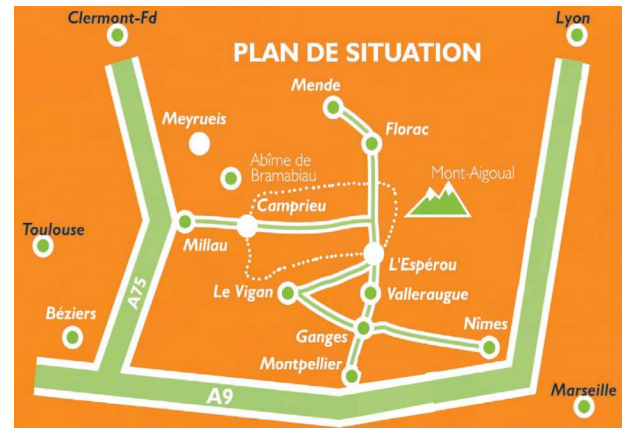 Clermont-Fd
Lyon
PLAN DE SITUATION
Mende
Meyrueis
Florac
Abîme de
Bramabiau
Mont-Aigoual
Camprieu
Toulouse
Millau
L'Espérou
Le Vigan
Valleraugue
A75
Béziers
Ganges
Nîmes
Montpellier
A9
Marseille